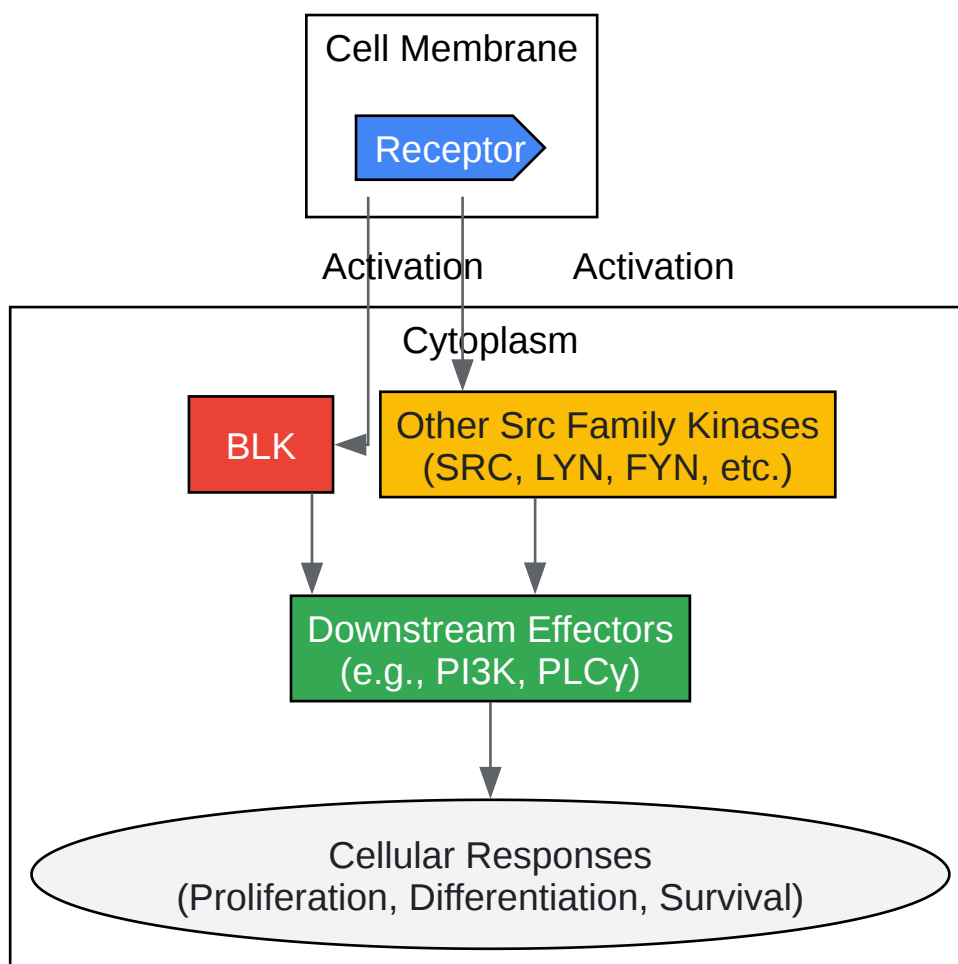 Cell Membrane
Receptor
Activation
Activation
Cytoplasm
BLK
Other Src Family Kinases
(SRC, LYN, FYN, etc.)
Downstream Effectors
(e.g., PI3K, PLCγ)
Cellular Responses
(Proliferation, Differentiation, Survival)